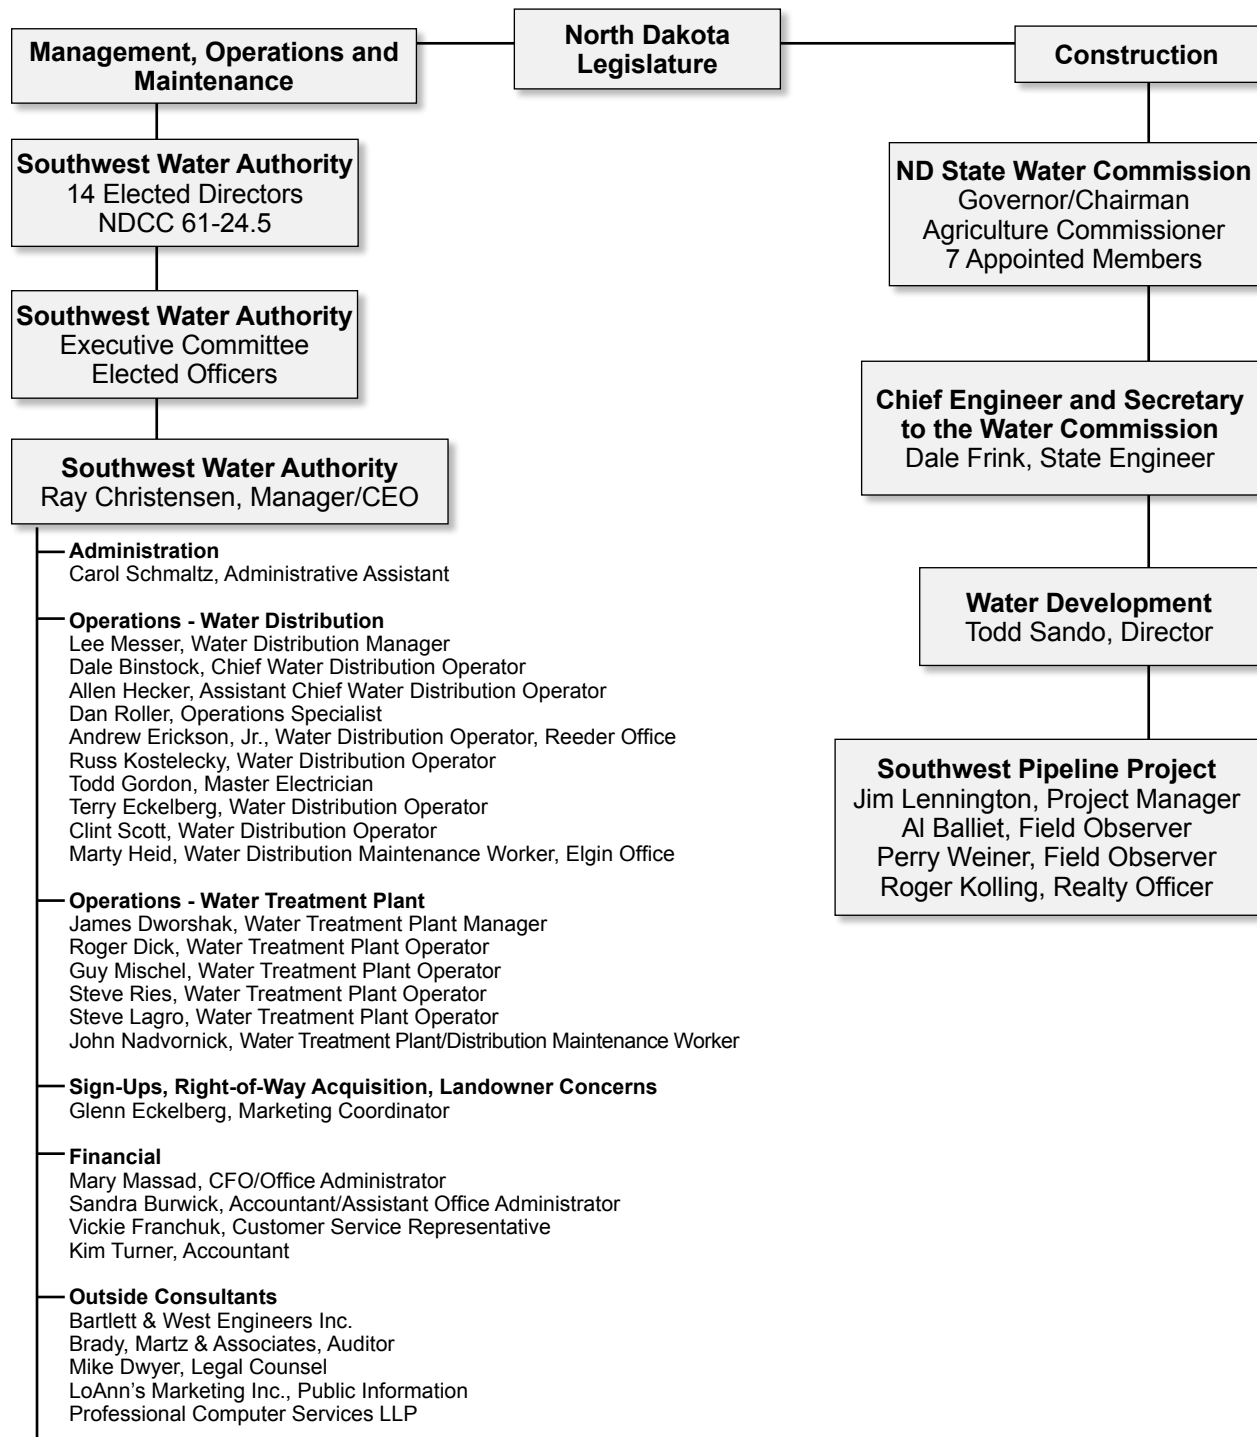 North Dakota
Legislature
Management, Operations and
Maintenance
Southwest Water Authority
14 Elected Directors
NDCC 61-24.5
Southwest Water Authority
Executive Committee
Elected Officers
Southwest Water Authority
Ray Christensen, Manager/CEO
Administration
Carol Schmaltz, Administrative Assistant
Operations - Water Distribution
Lee Messer, Water Distribution Manager
Dale Binstock, Chief Water Distribution Operator
Allen Hecker, Assistant Chief Water Distribution Operator
Dan Roller, Operations Specialist
Andrew Erickson, Jr., Water Distribution Operator, Reeder Office
Russ Kostelecky, Water Distribution Operator
Todd Gordon, Master Electrician
Terry Eckelberg, Water Distribution Operator
Clint Scott, Water Distribution Operator
Marty Heid, Water Distribution Maintenance Worker, Elgin Office
Operations - Water Treatment Plant
James Dworshak, Water Treatment Plant Manager
Roger Dick, Water Treatment Plant Operator
Guy Mischel, Water Treatment Plant Operator
Steve Ries, Water Treatment Plant Operator
Steve Lagro, Water Treatment Plant Operator
John Nadvornick, Water Treatment Plant/Distribution Maintenance Worker
Sign-Ups, Right-of-Way Acquisition, Landowner Concerns
Glenn Eckelberg, Marketing Coordinator
Financial
Mary Massad, CFO/Office Administrator
Sandra Burwick, Accountant/Assistant Office Administrator
Vickie Franchuk, Customer Service Representative
Kim Turner, Accountant
Outside Consultants
Bartlett & West Engineers Inc.
Brady, Martz & Associates, Auditor
Mike Dwyer, Legal Counsel
LoAnn's Marketing Inc., Public Information
Professional Computer Services LLP
Construction
ND State Water Commission
Governor/Chairman
Agriculture Commissioner
7 Appointed Members
Chief Engineer and Secretary
to the Water Commission
Dale Frink, State Engineer
Water Development
Todd Sando, Director
Southwest Pipeline Project
Jim Lennington, Project Manager
Al Balliet, Field Observer
Perry Weiner, Field Observer
Roger Kolling, Realty Officer